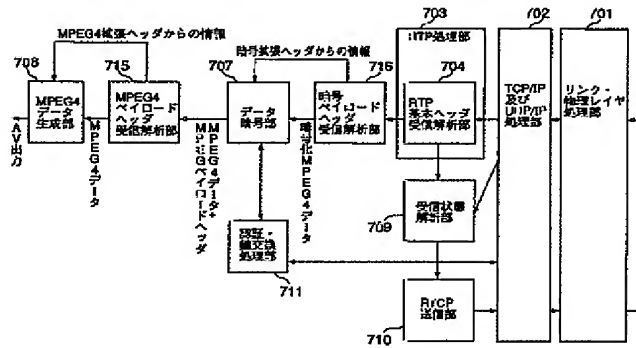 MPEG4拡張ヘッダからの情報
708
715
MPEG4
データ
生成部
MPEG4
ペイロード
ヘッダ
受信解析部
AV出力
MPEG4データ
暗号拡張ヘッダからの情報
707
716
データ
暗号部
暗号
ペイロード
ヘッダ
受信解析部
MPEG4データ+
MPEGペイロードヘッダ
暗号化MPEG4データ
703
RTP処理部
704
RTP
基本ヘッダ
受信解析部
702
TCP/IP
及び
UDP/IP
処理部
701
リンク・
物理レイヤ
処理部
受信状態
解析部
709
認証・
鍵交換
処理部
711
RTCP
送信部
710